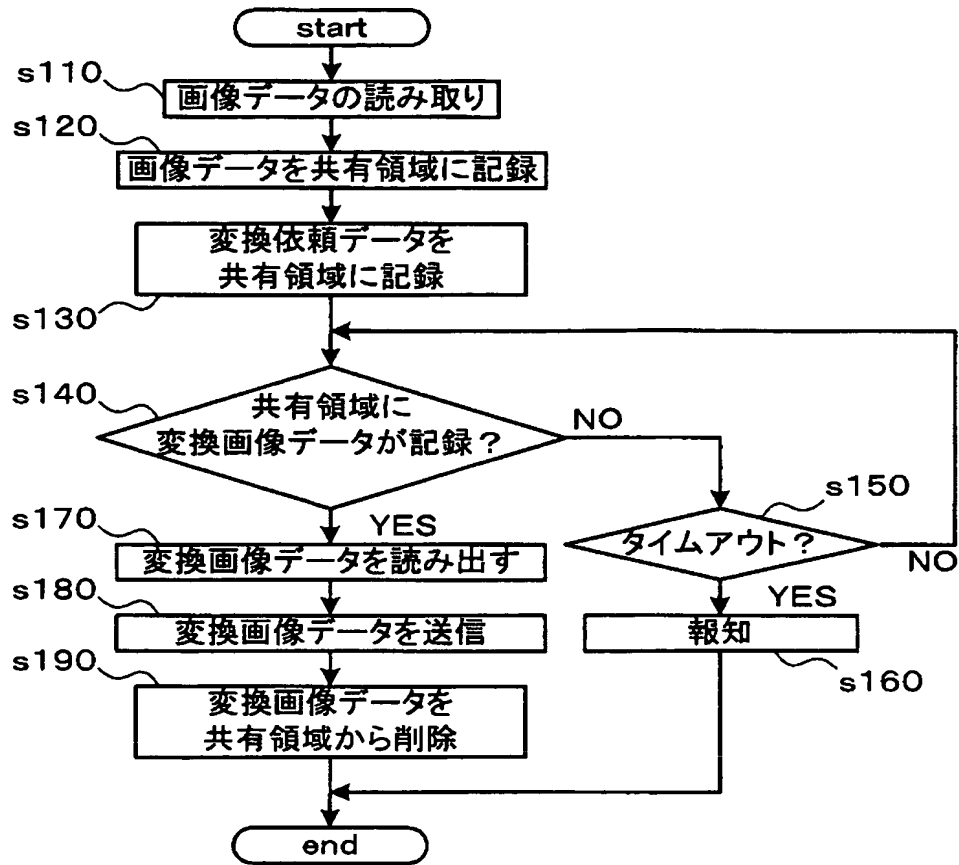 start
s110
画像データの読み取り
s120
画像データを共有領域に記録
変換依頼データを
共有領域に記録
s130
s140
共有領域に
変換画像データが記録？
NO
s150
タイムアウト？
NO
YES
s170
変換画像データを読み出す
YES
s180
変換画像データを送信
報知
s160
s190
変換画像データを
共有領域から削除
end